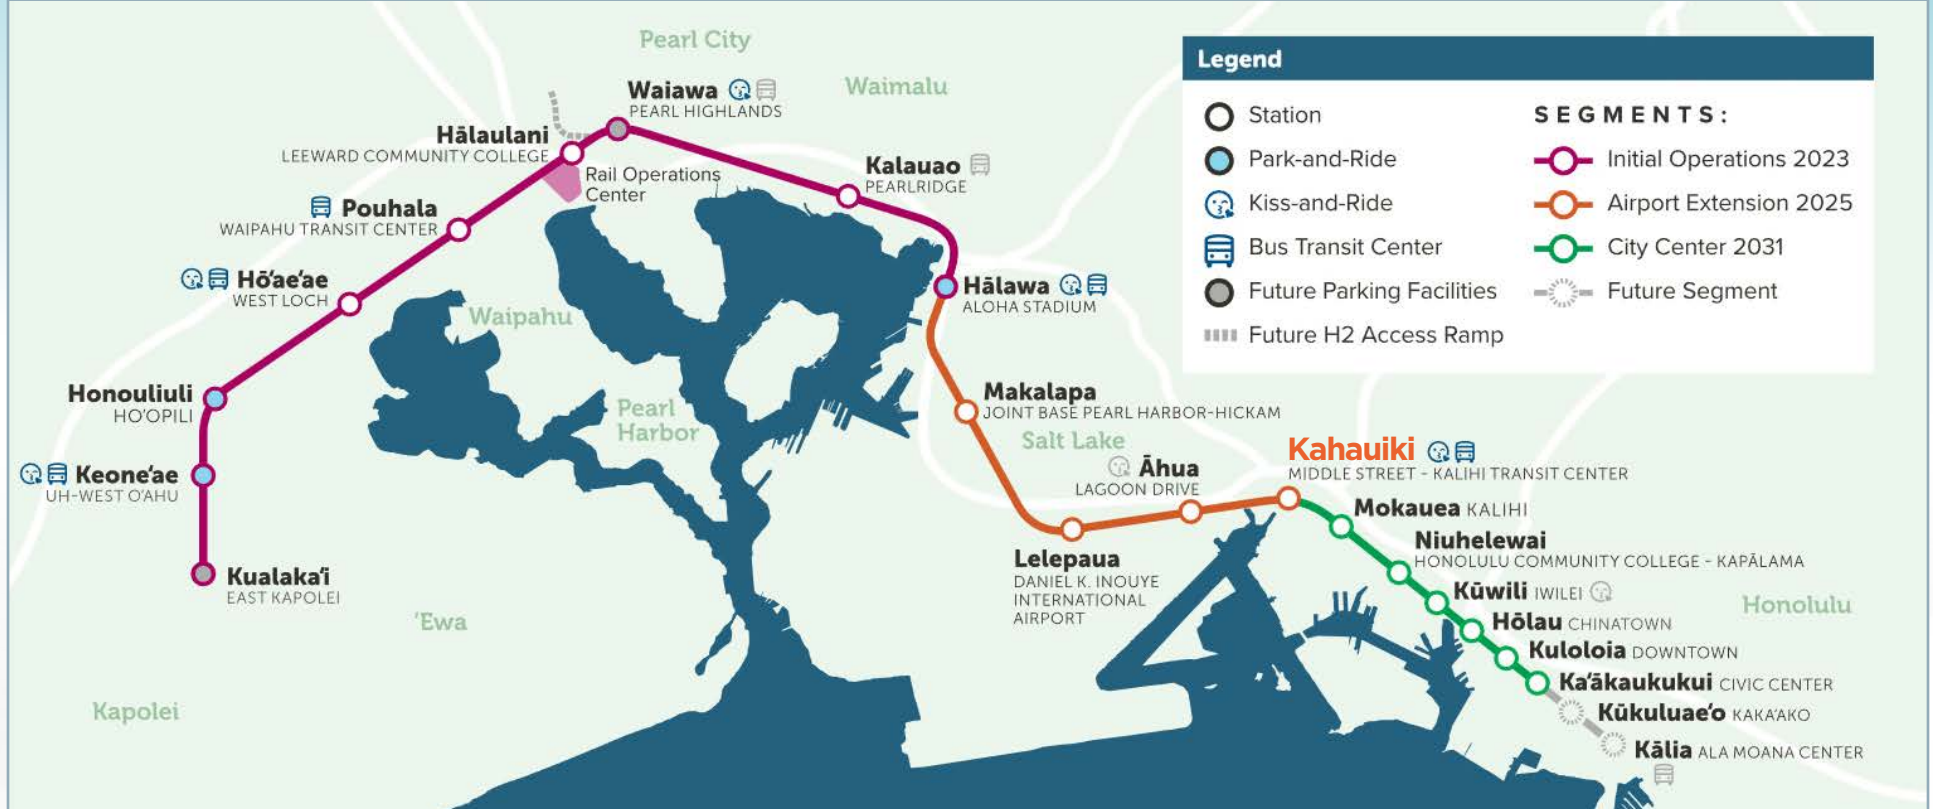 Pearl City
Waimalu
Waiawa
PEARL HIGHLANDS
Hālaulani
LEEWARD COMMUNITY COLLEGE
Rail Operations
Center
Kalauao
PEARLRIDGE
Pouhala
WAIPAHU TRANSIT CENTER
Hō‘ae‘ae
WEST LOCH
Waipahu
Hālawa
ALOHA STADIUM
Honouliuli
HO‘OPILI
Pearl
Harbor
Makalapa
JOINT BASE PEARL HARBOR-HICKAM
Salt Lake
Keone‘ae
UH-WEST O‘AHU
Āhua
LAGOON DRIVE
Kahauiki
MIDDLE STREET - KALIHI TRANSIT CENTER
Mokauea KALIHI
Niuhelewai
HONOLULU COMMUNITY COLLEGE - KAPĀLAMA
Lelepaua
DANIEL K. INOUYE
INTERNATIONAL
AIRPORT
Kualaka‘i
EAST KAPOLEI
Kūwili IWILEI
Honolulu
‘Ewa
Hōlau CHINATOWN
Kuloloia DOWNTOWN
Ka‘ākaukukui CIVIC CENTER
Kapolei
Kūkuluae‘o KAKA‘AKO
Kālia ALA MOANA CENTER
Legend
Station
Park-and-Ride
Kiss-and-Ride
Bus Transit Center
Future Parking Facilities
Future H2 Access Ramp
SEGMENTS:
Initial Operations 2023
Airport Extension 2025
City Center 2031
Future Segment